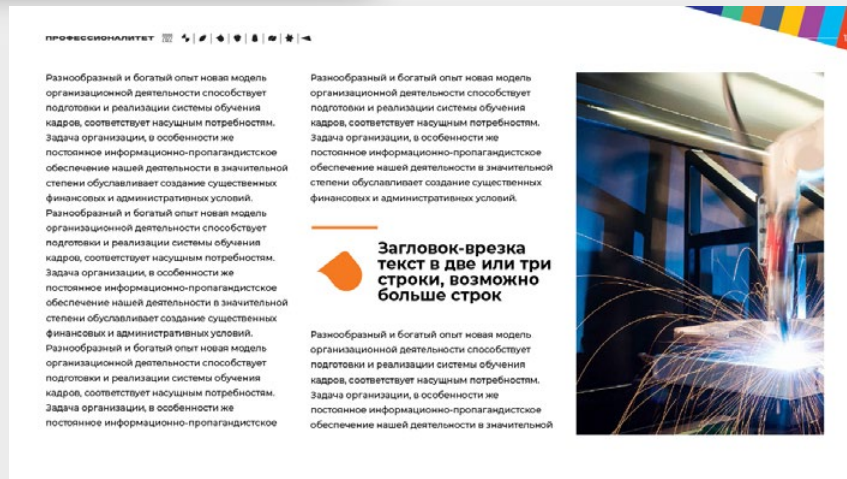 ПРОФЕССИОНАЛИТЕТ
Разнообразный и богатый опыт новая модель
организационной деятельности способствует
подготовки и реализации системы обучения
кадров, соответствует насущным потребностям.
Задача организации, в особенности же
постоянное информационно-пропагандистское
обеспечение нашей деятельности в значительной
степени обуславливает создание существенных
финансовых и административных условий.
Разнообразный и богатый опыт новая модель
организационной деятельности способствует
подготовки и реализации системы обучения
кадров, соответствует насущным потребностям.
Задача организации, в особенности же
постоянное информационно-пропагандистское
обеспечение нашей деятельности в значительной
степени обуславливает создание существенных
финансовых и административных условий.
Разнообразный и богатый опыт новая модель
организационной деятельности способствует
подготовки и реализации системы обучения
кадров, соответствует насущным потребностям.
Задача организации, в особенности же
постоянное информационно-пропагандистское
Разнообразный и богатый опыт новая модель
организационной деятельности способствует
подготовки и реализации системы обучения
кадров, соответствует насущным потребностям.
Задача организации, в особенности же
постоянное информационно-пропагандистское
обеспечение нашей деятельности в значительной
степени обуславливает создание существенных
финансовых и административных условий.
Загловок-врезка
текст в две или три
строки, возможно
больше строк
Разнообразный и богатый опыт новая модель
организационной деятельности способствует
подготовки и реализации системы обучения
кадров, соответствует насущным потребностям.
Задача организации, в особенности же
постоянное информационно-пропагандистское
обеспечение нашей деятельности в значительной